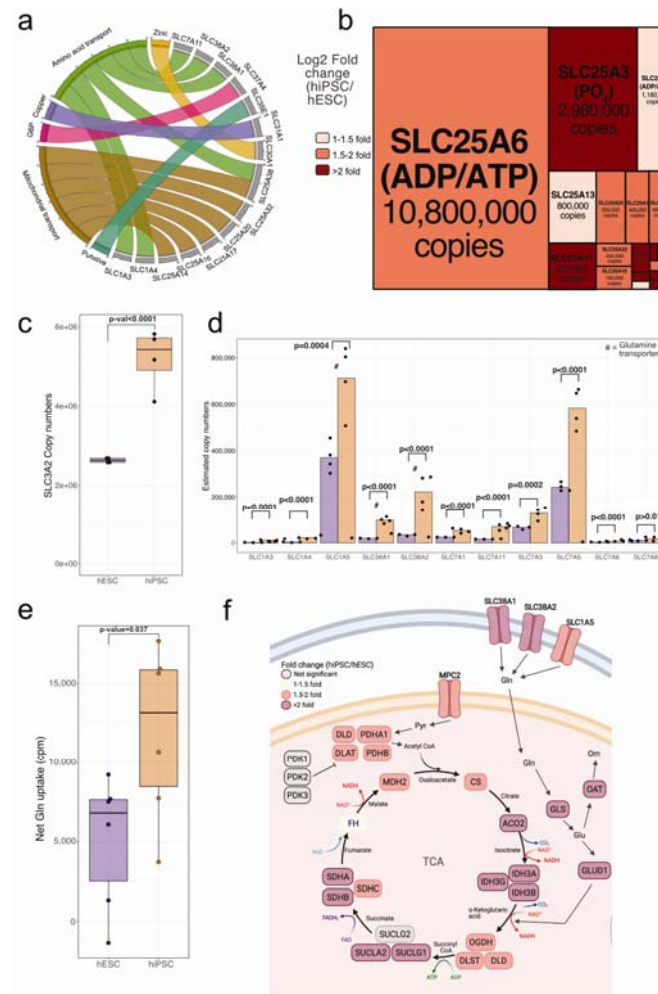 a
Zinc
SLC7A11
SLC38A2
SLC38A1
SLC37A4
SLC35E1
SLC31A1
SLC30A1
SLC25A38
SLC25A32
SLC25A20
SLC25A17
SLC25A16
SLC25A14
SLC1A4
SLC1A3
Putative
Mitochondrial transport
G6P
Copper
Amino acid transport
b
Log2 Fold
change
(hiPSC/
hESC)
1-1.5 fold
1.5-2 fold
>2 fold
SLC25A6
(ADP/ATP)
10,800,000
copies
SLC25A3
2,980,000
copies
(ADP/A
copies
SLC25A13
800,000
copies
c
SLC3A2 Copy numbers
p-val<0.0001
6e+06
4e+06
2e+06
0e+00
hESC
hiPSC
d
# = Glutamine
transporter
Estimated copy numbers
800,000
600,000
400,000
200,000
0
p<0.0001
p<0.0001
p=0.0004
#
p<0.0001
#
p<0.0001
#
p<0.0001
p<0.0001
p=0.0002
p<0.0001
p<0.0001
SLC1A3
SLC1A4
SLC1A5
SLC38A1
SLC38A2
SLC7A1
SLC7A11
SLC7A3
SLC7A5
SLC7A6
e
Net Gln uptake (cpm)
p-value=0.037
15,000
10,000
5,000
0
hESC
hiPSC
f
SLC38A1
SLC38A2
SLC1A5
Fold change (hiPSC/hESC)
Not significant
1-1.5 fold
1.5-2 fold
>2 fold
MPC2
Gln
Pyr
DLD
PDHA1
DLAT
PDHB
Acetyl CoA
PDK1
PDK2
PDK3
Oxaloacetate
MDH2
CS
NADH
NAD⁺
Malate
Citrate
FH
ACO2
H₂O
Fumarate
TCA
Isocitrate
CO₂
NAD⁺
NADH
SDHA
SDHB
SDHC
IDH3A
IDH3G
IDH3B
FADH₂
FAD
Succinate
α-Ketoglutaric
acid
CO₂
NAD⁺
NADH
SUCLG2
SUCLA2
SUCLG1
Succinyl
CoA
OGDH
DLST
DLD
ATP
ADP
Gln
GLS
Glu
OAT
Orn
GLUD1